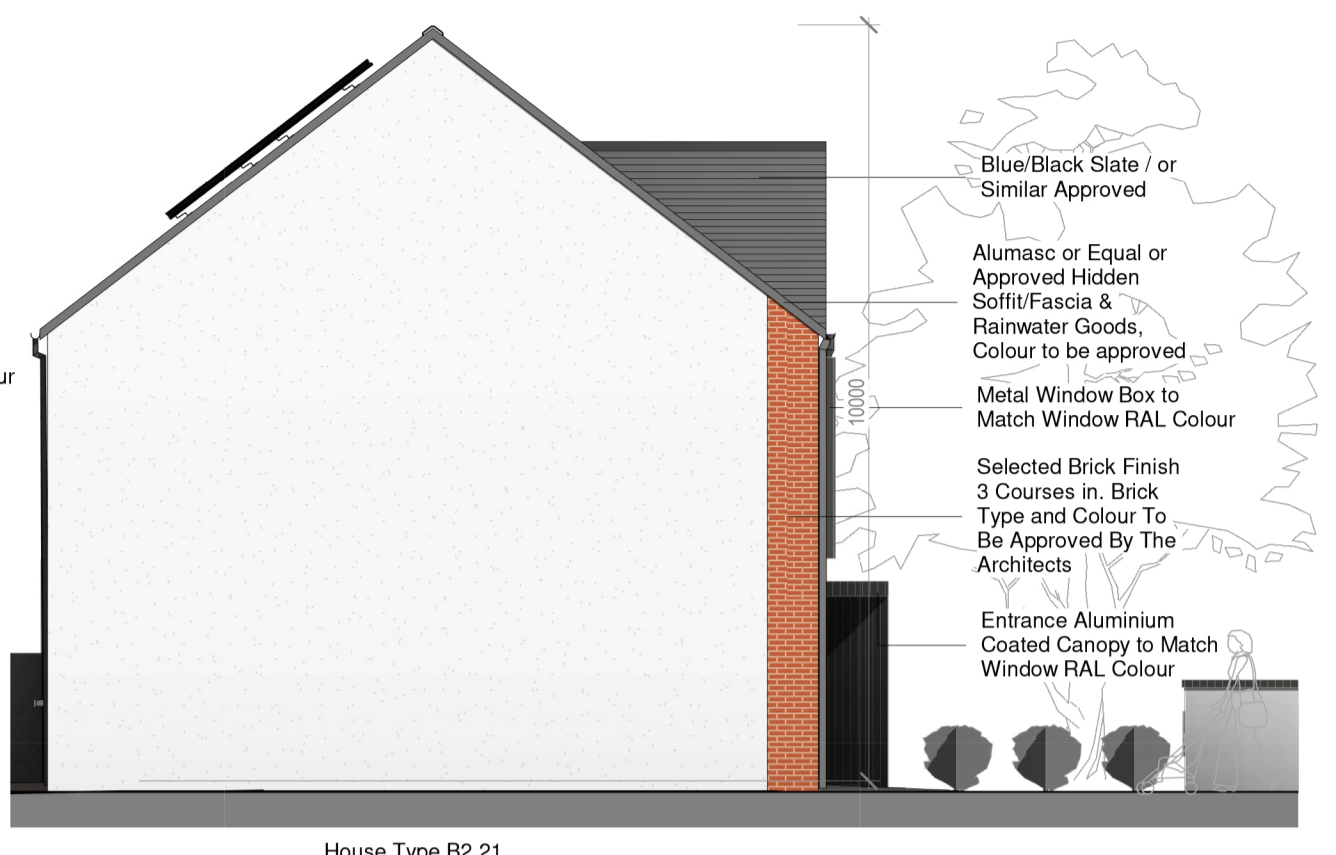 Blue/Black Slate / or
Similar Approved
Alumasc or Equal or
Approved Hidden
Soffit/Fascia &
Rainwater Goods,
Colour to be approved
10000
Metal Window Box to
Match Window RAL Colour
Selected Brick Finish
3 Courses in. Brick
Type and Colour To
Be Approved By The
Architects
Entrance Aluminium
Coated Canopy to Match
Window RAL Colour
ur
House Type B2.21